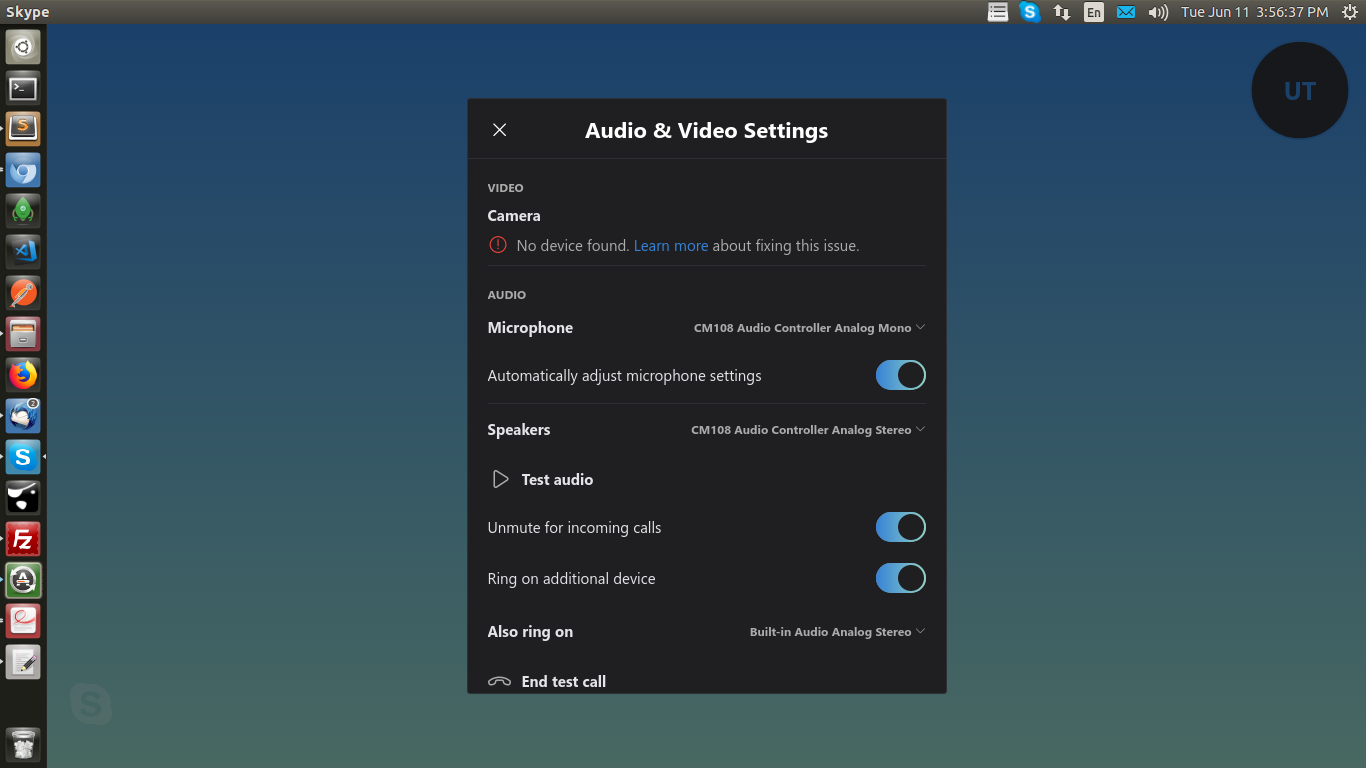 Skype
En
Tue Jun 11 3:56:37 PM
UT
Audio & Video Settings
VIDEO
Camera
No device found. Learn more about fixing this issue.
AUDIO
Microphone CM108 Audio Controller Analog Mono
Automatically adjust microphone settings
Speakers CM108 Audio Controller Analog Stereo
Test audio
Unmute for incoming calls
Ring on additional device
Also ring on Built-in Audio Analog Stereo
End test call
S
S
2
S
FZ
A
S